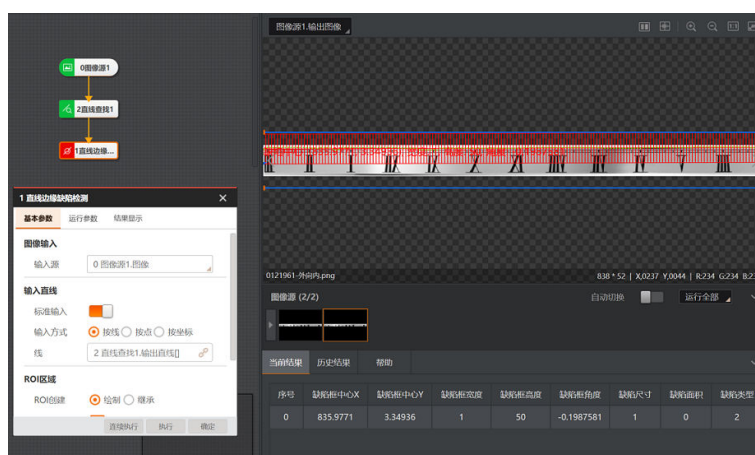 图像源1.输出图像
1:1
0图像源1
2直线查找1
1直线边缘...
1 直线边缘缺陷检测
基本参数 运行参数 结果显示
图像输入
输入源 0 图像源1.图像
输入直线
标准输入
输入方式 按线 按点 按坐标
线 2 直线查找1.输出直线[]
ROI区域
ROI创建 绘制 继承
连续执行 执行 确定
II I XII XI X IX
0121961-外向内.png
838 * 52 | X,0237 Y,0044 | R:234 G:234 B:23
图像源 (2/2)
自动切换 运行全部
当前结果 历史结果 帮助
序号 缺陷框中心X 缺陷框中心Y 缺陷框宽度 缺陷框高度 缺陷框角度 缺陷尺寸 缺陷面积 缺陷类型
0 835.9771 3.34936 1 50 -0.1987581 1 0 2